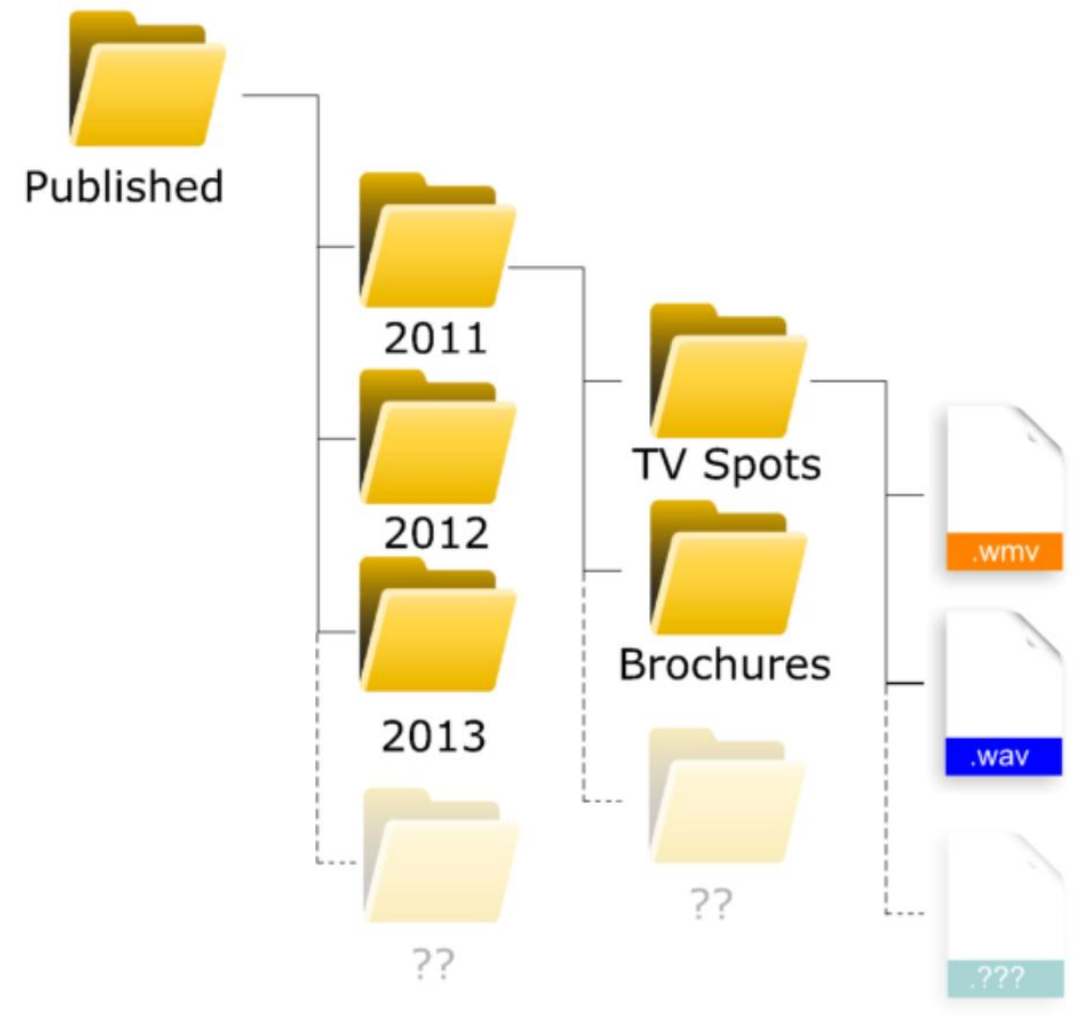 Published
2011
2012
2013
??
TV Spots
Brochures
??
.wmv
.wav
.???